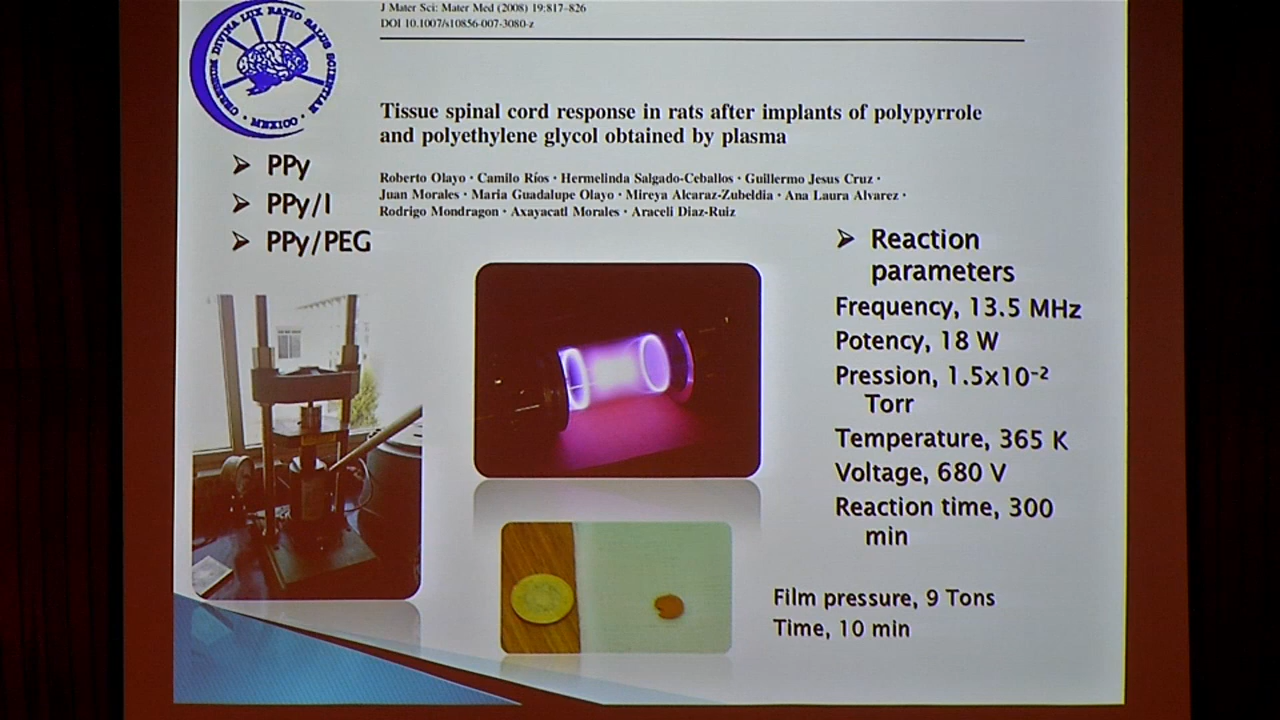 J Mater Sci: Mater Med (2008) 19:817–826
DOI 10.1007/s10856-007-3080-z
CEREBRUM DIVINA LUX RATIO SALUS SCIENTIAE
· MEXICO ·
Tissue spinal cord response in rats after implants of polypyrrole
and polyethylene glycol obtained by plasma
Roberto Olayo · Camilo Ríos · Hermelinda Salgado-Ceballos · Guillermo Jesus Cruz ·
Juan Morales · Maria Guadalupe Olayo · Mireya Alcaraz-Zubeldia · Ana Laura Alvarez ·
Rodrigo Mondragon · Axayacatl Morales · Araceli Diaz-Ruiz
➢ PPy
➢ PPy/I
➢ PPy/PEG
➢ Reaction
parameters
Frequency, 13.5 MHz
Potency, 18 W
Pression, 1.5x10⁻²
Torr
Temperature, 365 K
Voltage, 680 V
Reaction time, 300
min
Film pressure, 9 Tons
Time, 10 min